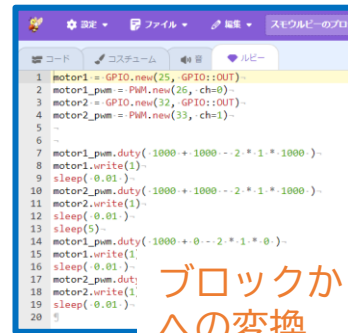 設定 ファイル 編集 スモウルビーのプロ
コード コスチューム 音 ルビー
1 motor1 = GPIO.new(25, GPIO::OUT)
2 motor1_pwm = PWM.new(26, ch=0)
3 motor2 = GPIO.new(32, GPIO::OUT)
4 motor2_pwm = PWM.new(33, ch=1)
5
6
7 motor1_pwm.duty( 1000 + 1000 - 2 * 1 * 1000 )
8 motor1.write(1)
9 sleep( 0.01 )
10 motor2_pwm.duty( 1000 + 1000 - 2 * 1 * 1000 )
11 motor2.write(1)
12 sleep( 0.01 )
13 sleep(5)
14 motor1_pwm.duty( 1000 + 0 - 2 * 1 * 0 )
15 motor1.write(1)
16 sleep( 0.01 )
17 motor2_pwm.dut
18 motor2.write(1
19 sleep( 0.01 )
20
ブロックか
への変換